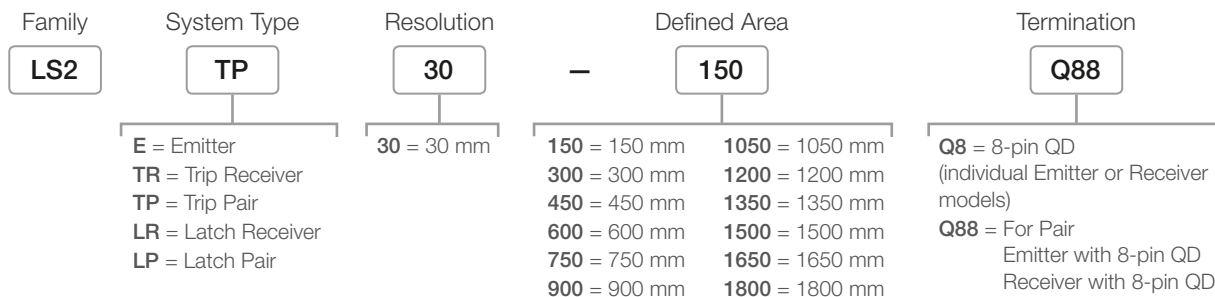 Family System Type Resolution Defined Area Termination
LS2 TP 30 – 150 Q88
E = Emitter
TR = Trip Receiver
TP = Trip Pair
LR = Latch Receiver
LP = Latch Pair
30 = 30 mm
150 = 150 mm 1050 = 1050 mm
300 = 300 mm 1200 = 1200 mm
450 = 450 mm 1350 = 1350 mm
600 = 600 mm 1500 = 1500 mm
750 = 750 mm 1650 = 1650 mm
900 = 900 mm 1800 = 1800 mm
Q8 = 8-pin QD
(individual Emitter or Receiver
models)
Q88 = For Pair
Emitter with 8-pin QD
Receiver with 8-pin QD